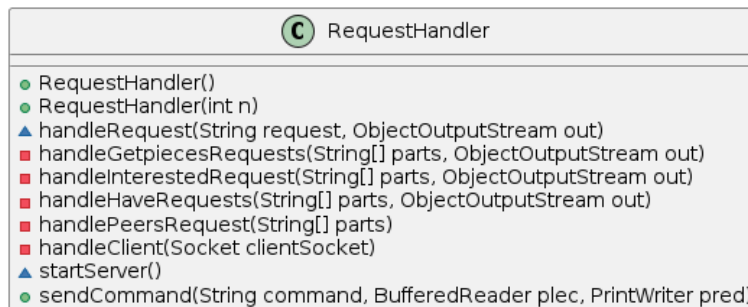 C RequestHandler
RequestHandler()
RequestHandler(int n)
handleRequest(String request, ObjectOutputStream out)
handleGetpiecesRequests(String[] parts, ObjectOutputStream out)
handleInterestedRequest(String[] parts, ObjectOutputStream out)
handleHaveRequests(String[] parts, ObjectOutputStream out)
handlePeersRequest(String[] parts)
handleClient(Socket clientSocket)
startServer()
sendCommand(String command, BufferedReader plec, PrintWriter pred)